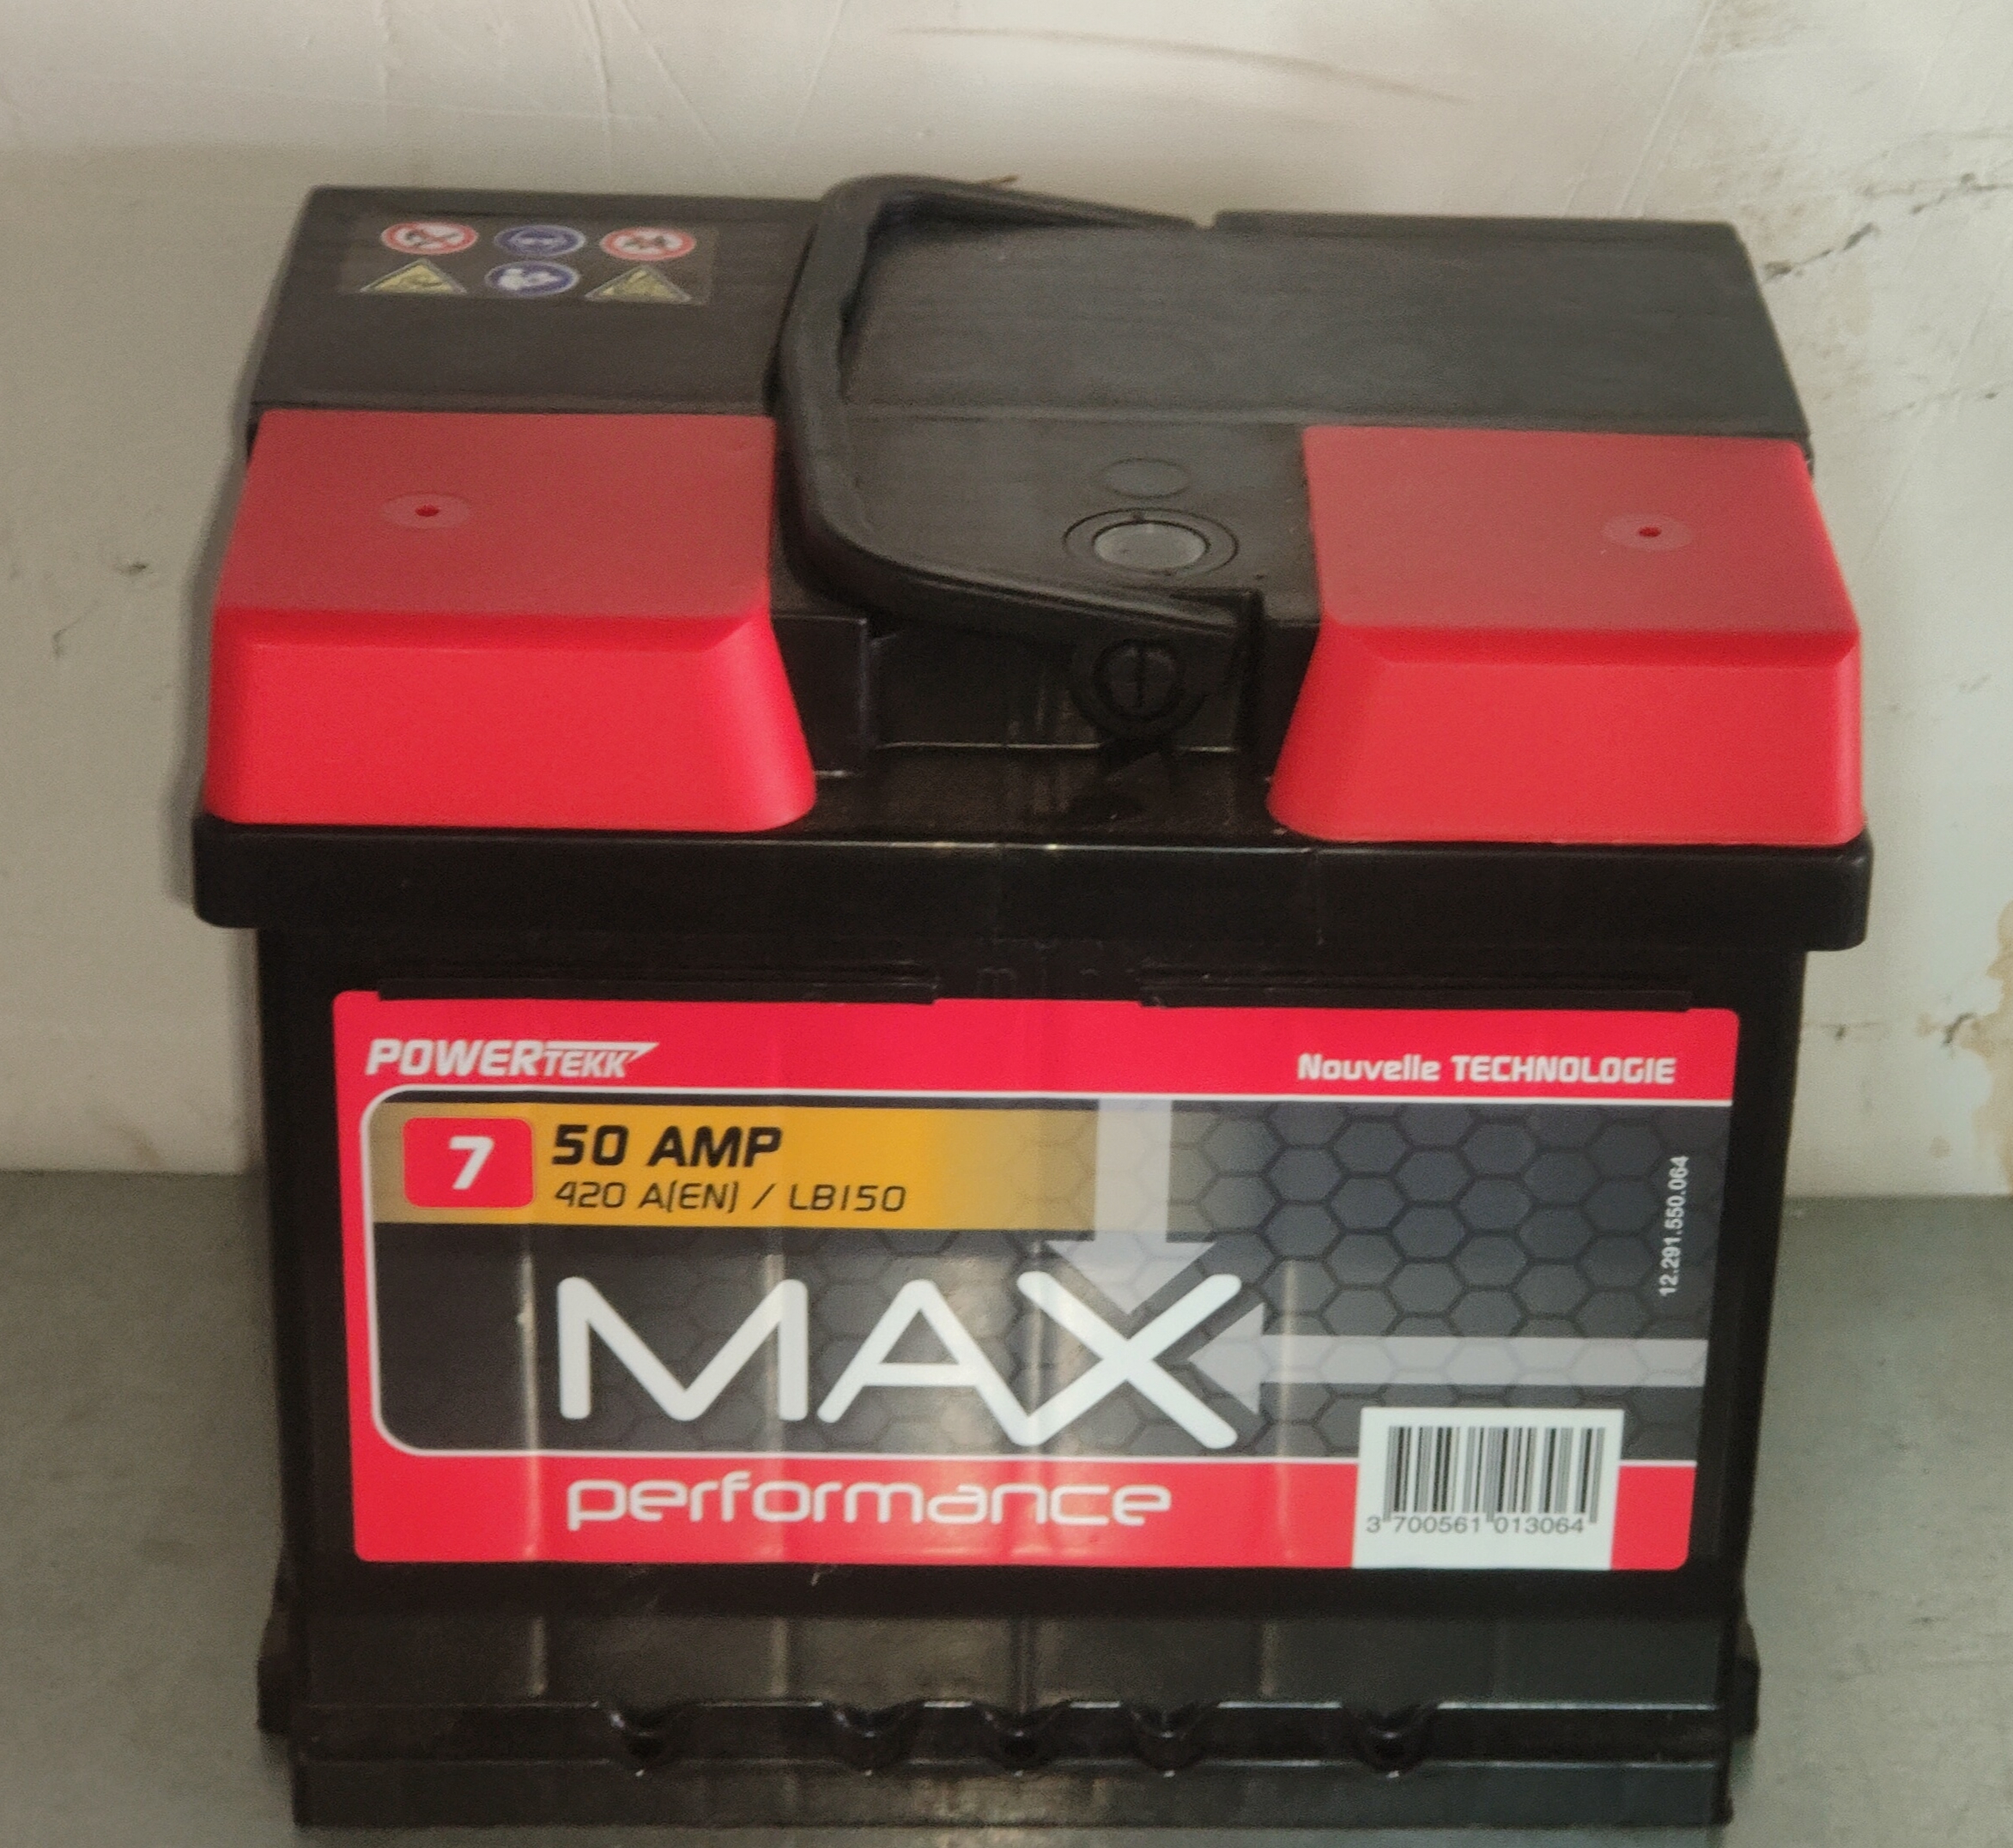 POWERTEKK
Nouvelle TECHNOLOGIE
7
50 AMP
420 A(EN) / LB150
12.291.550.064
MAX
performance
3 700561 013064